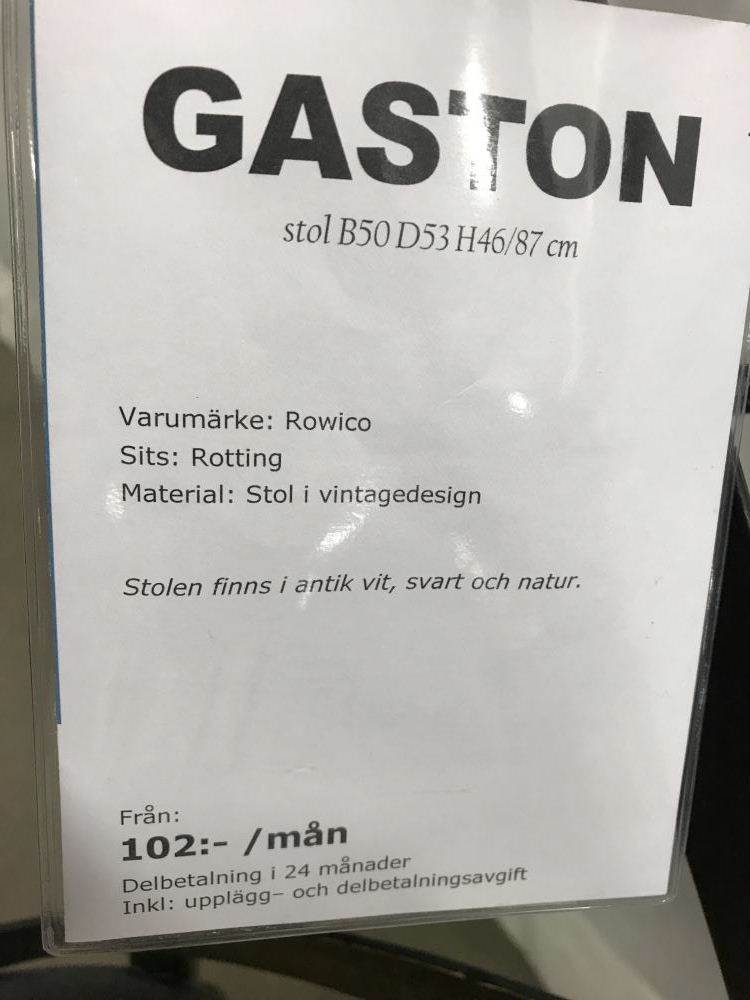 GASTON
stol B50 D53 H46/87 cm
Varumärke: Rowico
Sits: Rotting
Material: Stol i vintagedesign
Stolen finns i antik vit, svart och natur.
Från:
102:- /mån
Delbetalning i 24 månader
Inkl: upplägg- och delbetalningsavgift